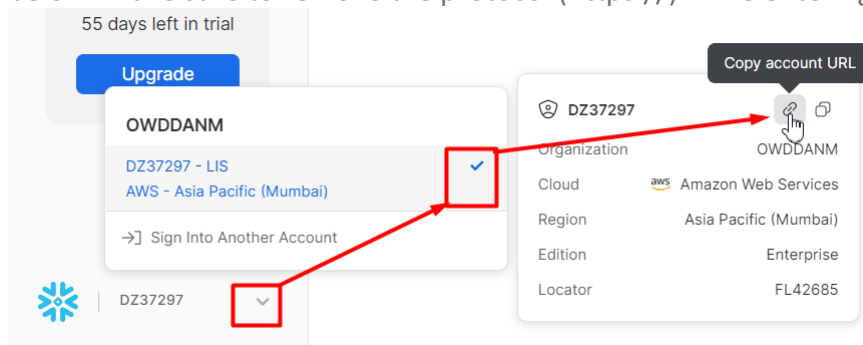 55 days left in trial
Upgrade
Copy account URL
OWDDANM
DZ37297 - LIS
AWS - Asia Pacific (Mumbai)
Sign Into Another Account
DZ37297
DZ37297
Organization OWDDANM
Cloud aws Amazon Web Services
Region Asia Pacific (Mumbai)
Edition Enterprise
Locator FL42685